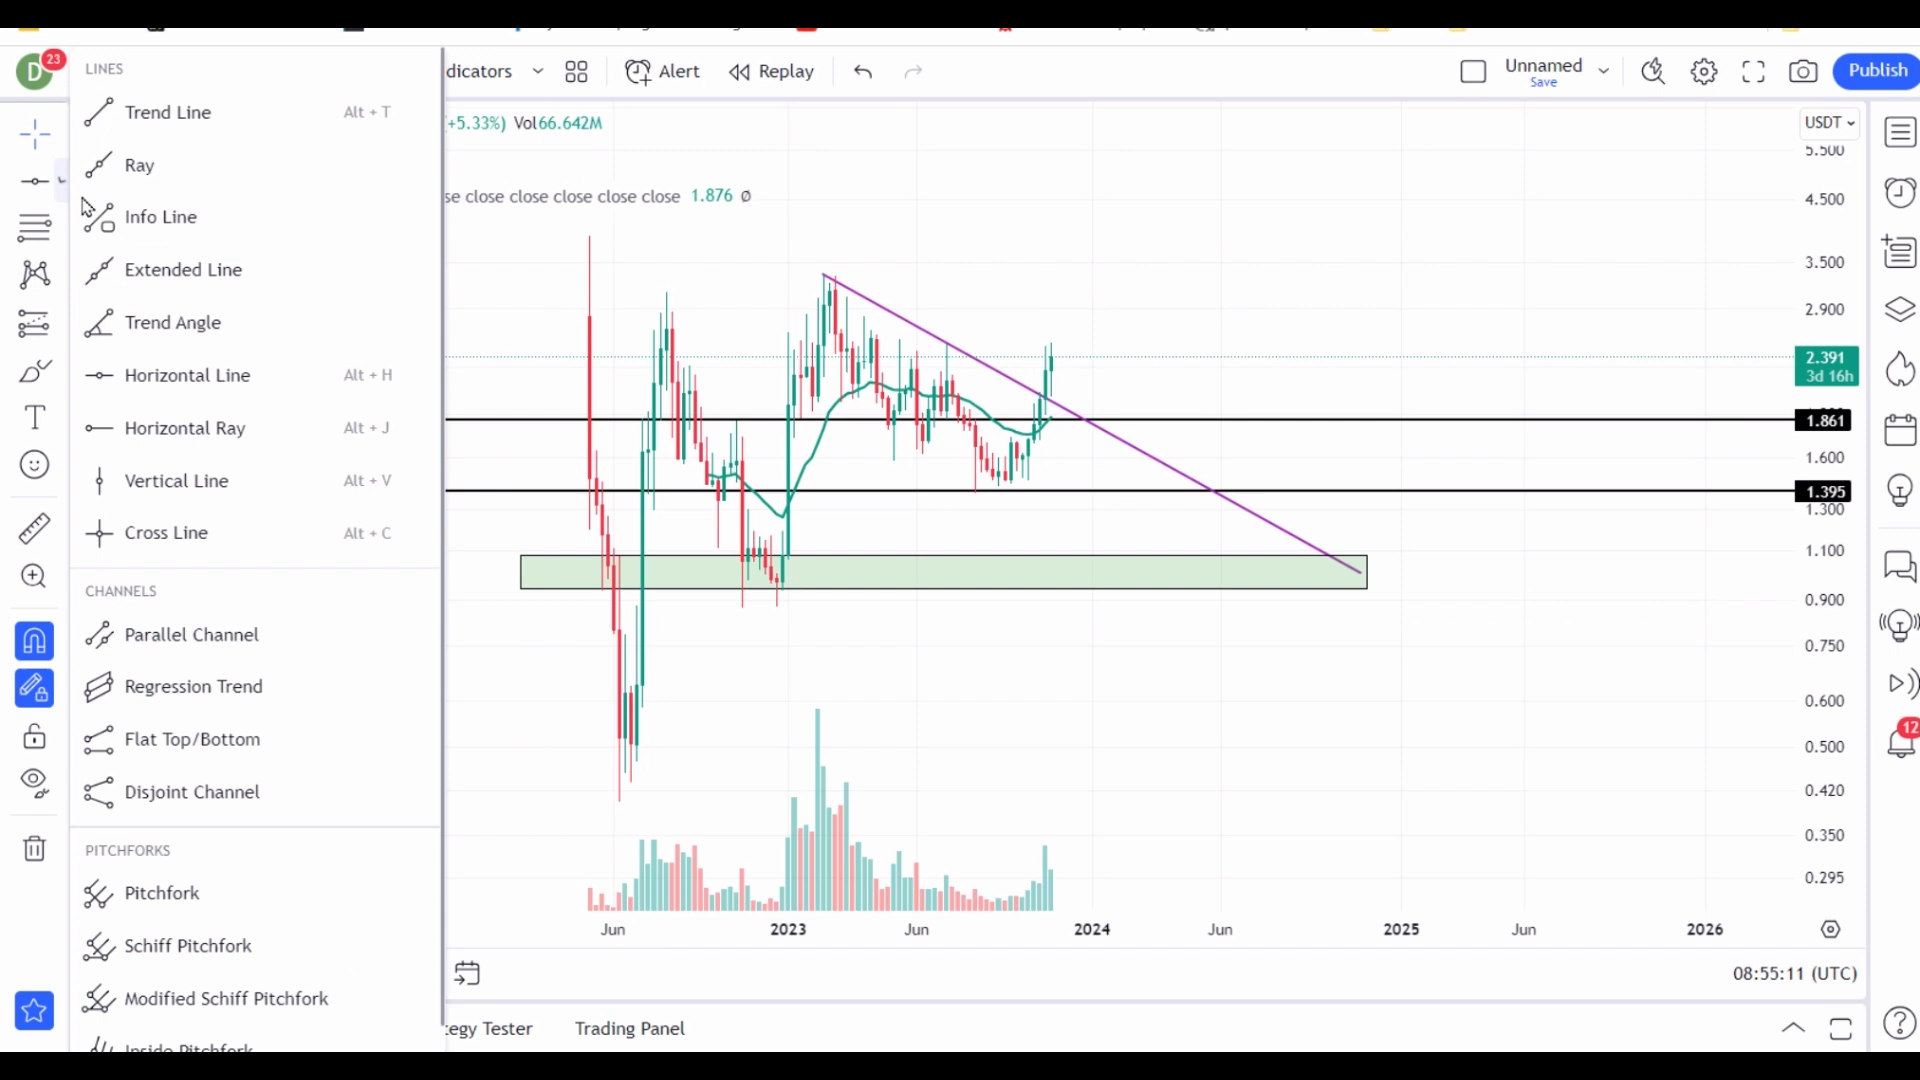 D
23
LINES
Trend Line Alt + T
Ray
Info Line
Extended Line
Trend Angle
Horizontal Line Alt + H
Horizontal Ray Alt + J
Vertical Line Alt + V
Cross Line Alt + C
CHANNELS
Parallel Channel
Regression Trend
Flat Top/Bottom
Disjoint Channel
PITCHFORKS
Pitchfork
Schiff Pitchfork
Modified Schiff Pitchfork
Inside Pitchfork
dicators
Alert
Replay
Unnamed
Save
Publish
+5.33%) Vol66.642M
se close close close close close 1.876 Ø
USDT
5.500
4.500
3.500
2.900
2.391
3d 16h
1.861
1.600
1.395
1.300
1.100
0.900
0.750
0.600
0.500
0.420
0.350
0.295
Jun 2023 Jun 2024 Jun 2025 Jun 2026
08:55:11 (UTC)
tegy Tester Trading Panel
12